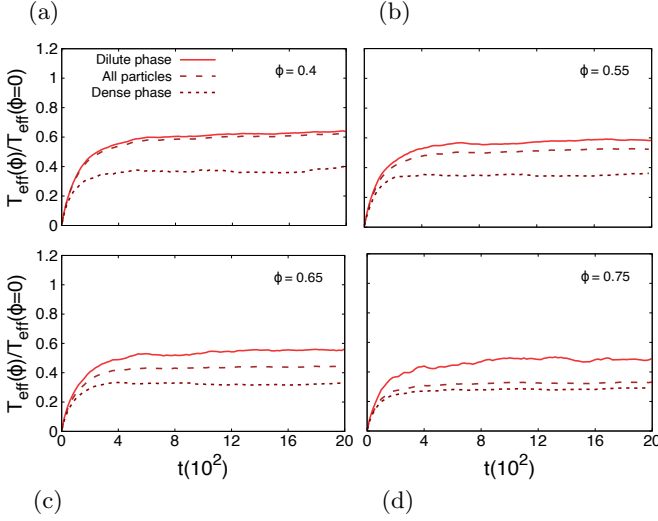 (a)
(b)
1.2
1
0.8
0.6
0.4
0.2
0
T_eff(ϕ)/T_eff(ϕ=0)
Dilute phase
All particles
Dense phase
ϕ = 0.4
ϕ = 0.55
1.2
1
0.8
0.6
0.4
0.2
0
T_eff(ϕ)/T_eff(ϕ=0)
ϕ = 0.65
ϕ = 0.75
0 4 8 12 16 20
0 4 8 12 16 20
t(10²)
t(10²)
(c)
(d)